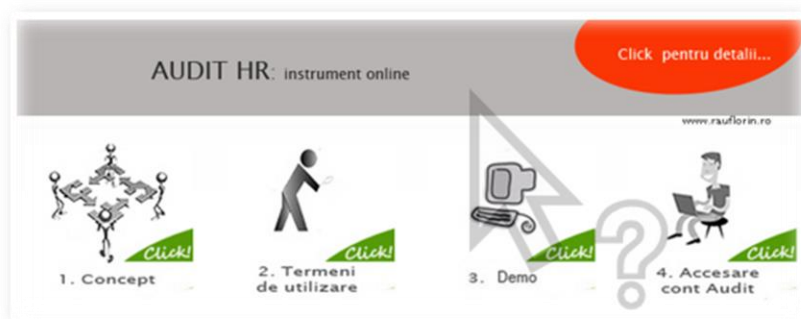 AUDIT HR: instrument online
Click pentru detalii...
www.rauflorin.ro
Click!
1. Concept
Click!
2. Termeni
de utilizare
Click!
3. Demo
Click!
4. Accesare
cont Audit